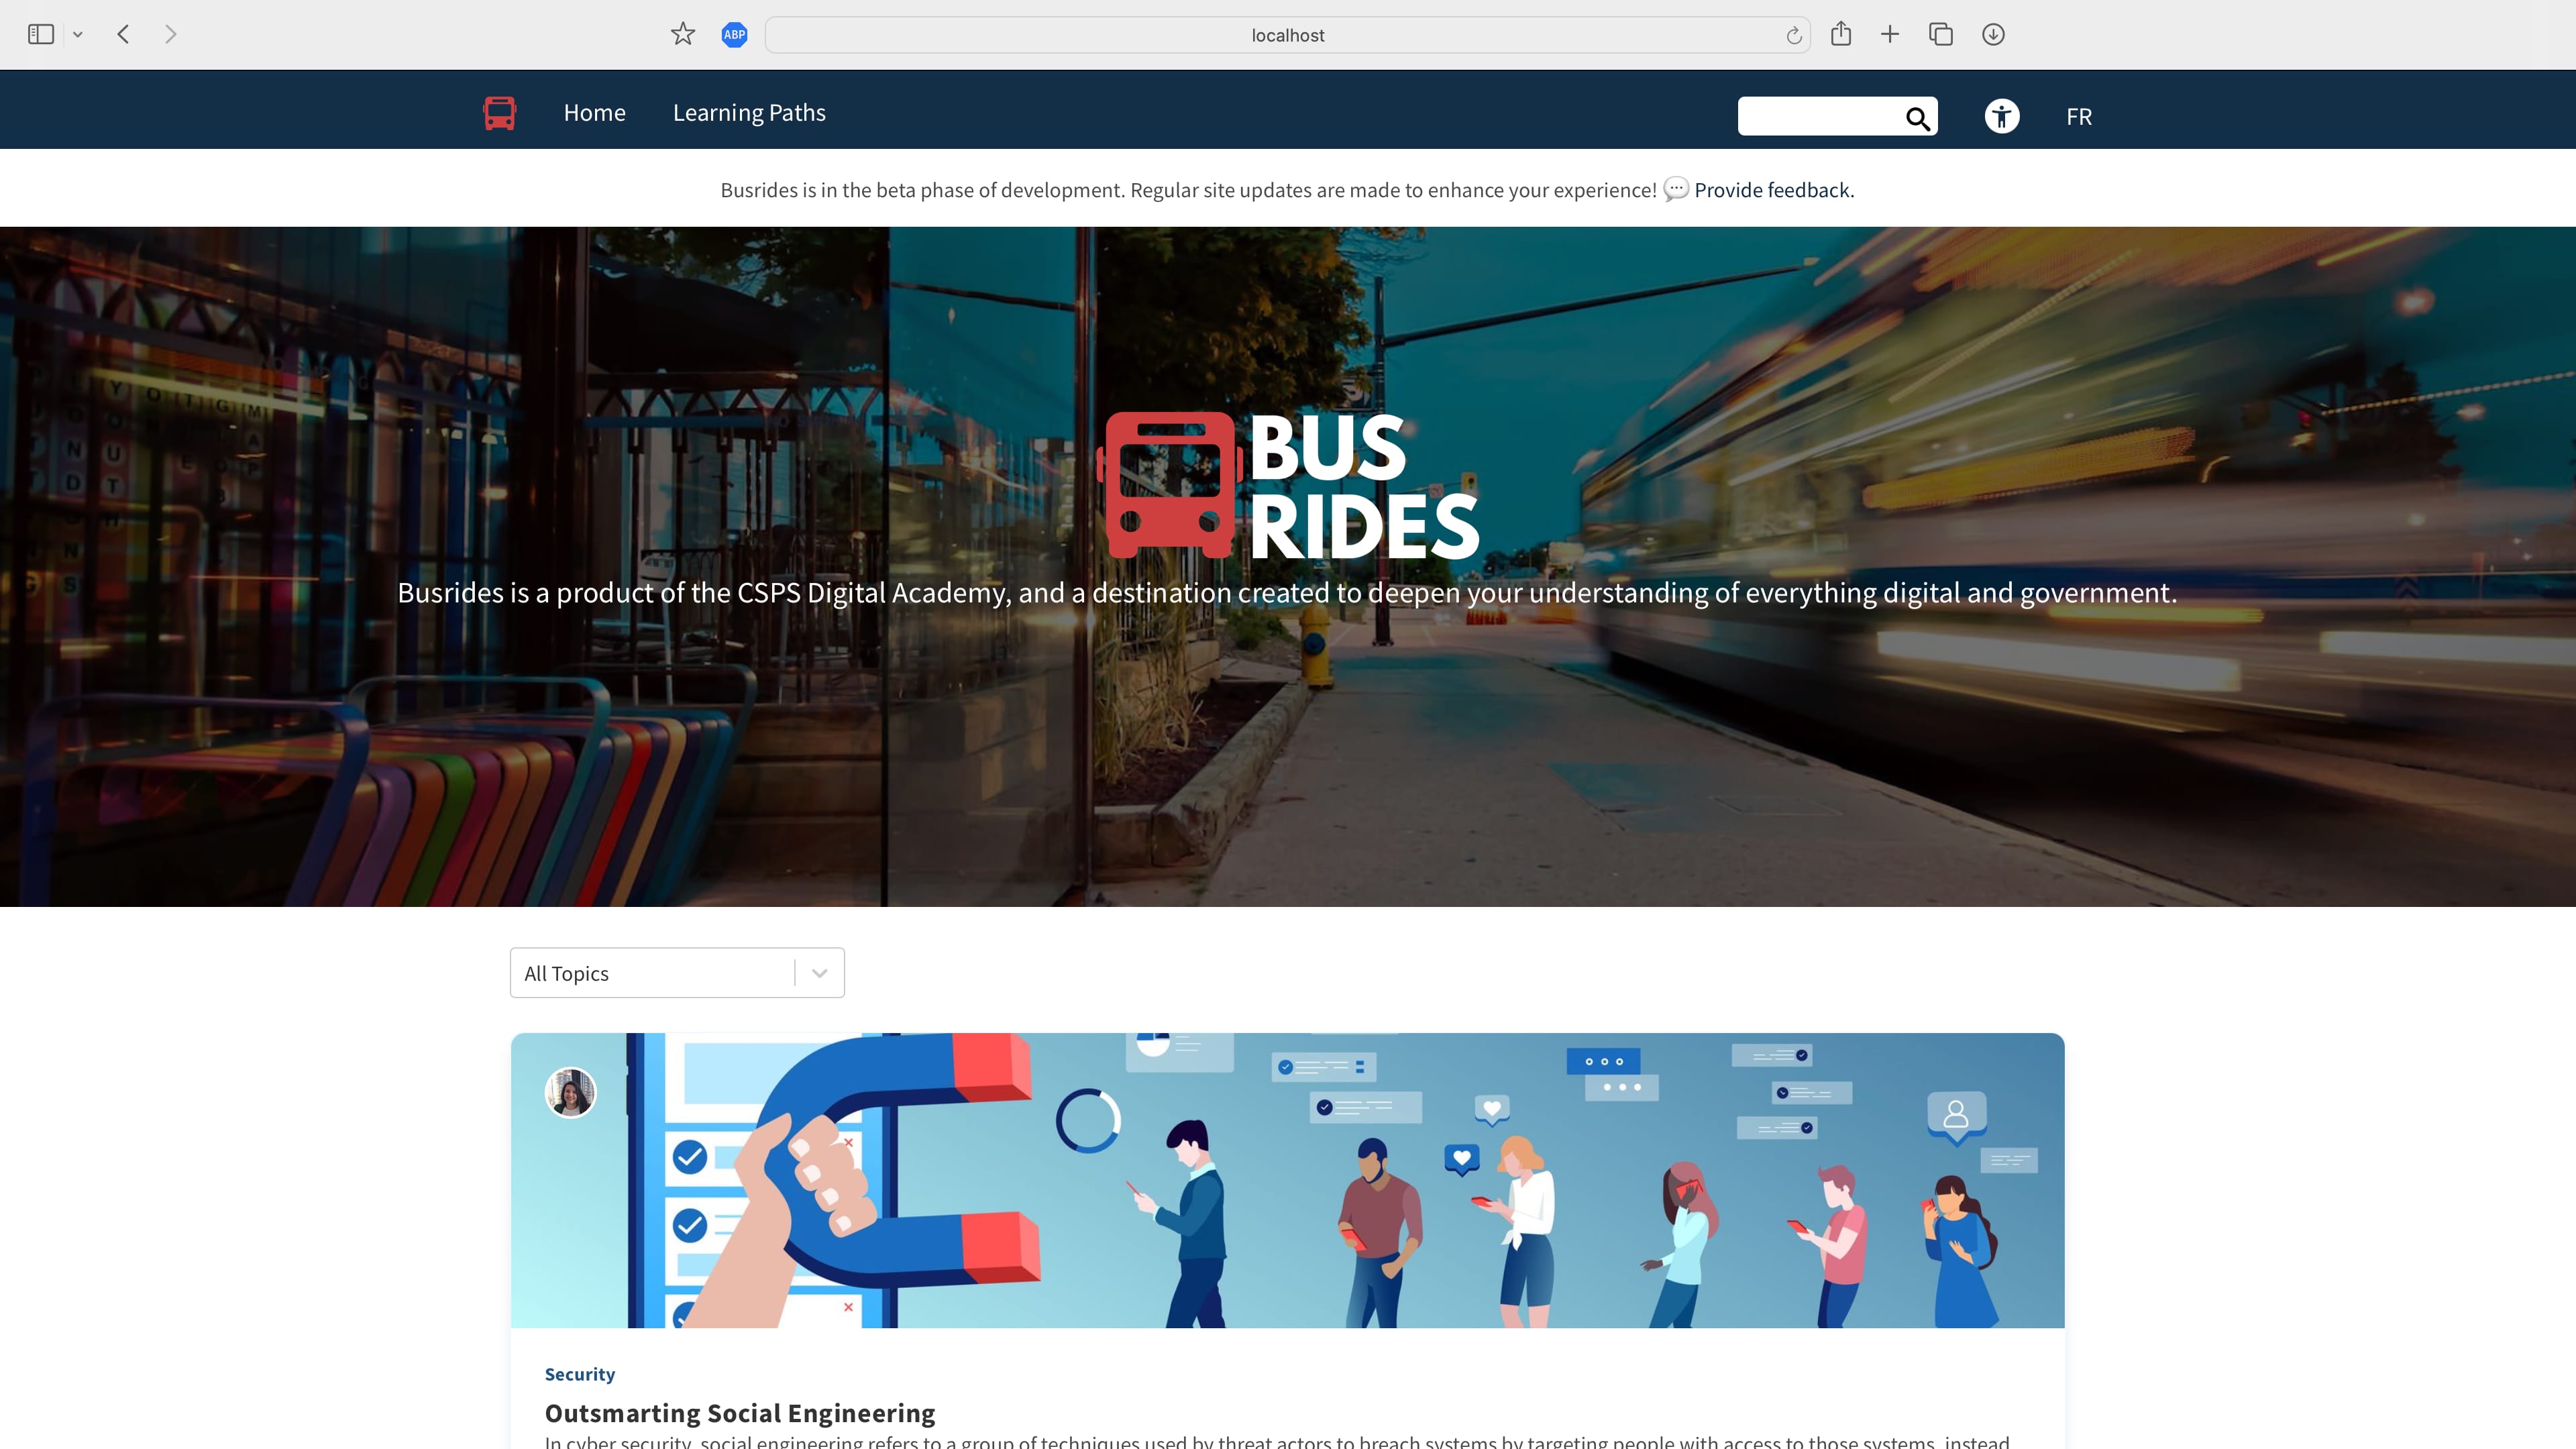 ABP
localhost
Home
Learning Paths
FR
Busrides is in the beta phase of development. Regular site updates are made to enhance your experience! 💬 Provide feedback.
BUS
RIDES
Busrides is a product of the CSPS Digital Academy, and a destination created to deepen your understanding of everything digital and government.
All Topics
Security
Outsmarting Social Engineering
In cyber security, social engineering refers to a group of techniques used by threat actors to breach systems by targeting people with access to those systems, instead